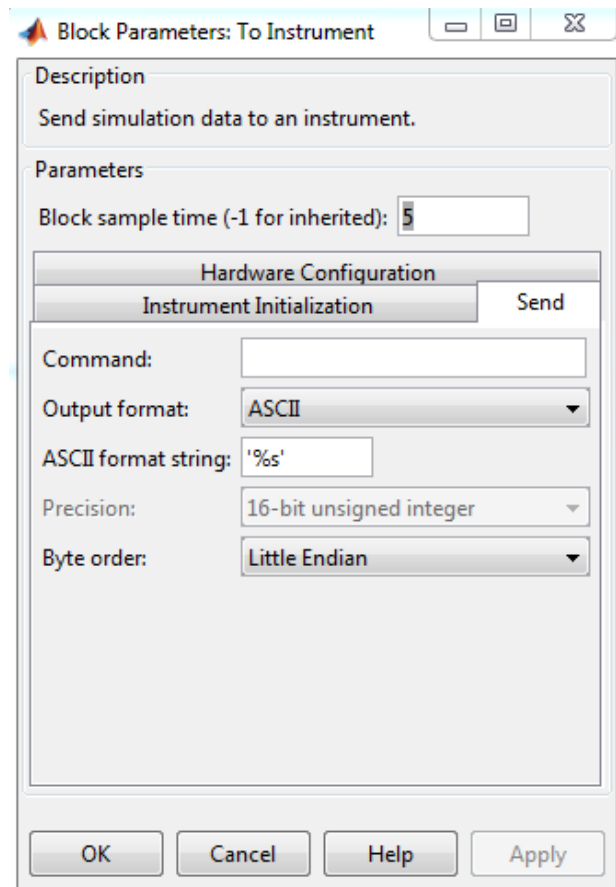 Block Parameters: To Instrument
Description
Send simulation data to an instrument.
Parameters
Block sample time (-1 for inherited): 5
Hardware Configuration
Instrument Initialization Send
Command:
Output format: ASCII
ASCII format string: '%s'
Precision: 16-bit unsigned integer
Byte order: Little Endian
OK Cancel Help Apply